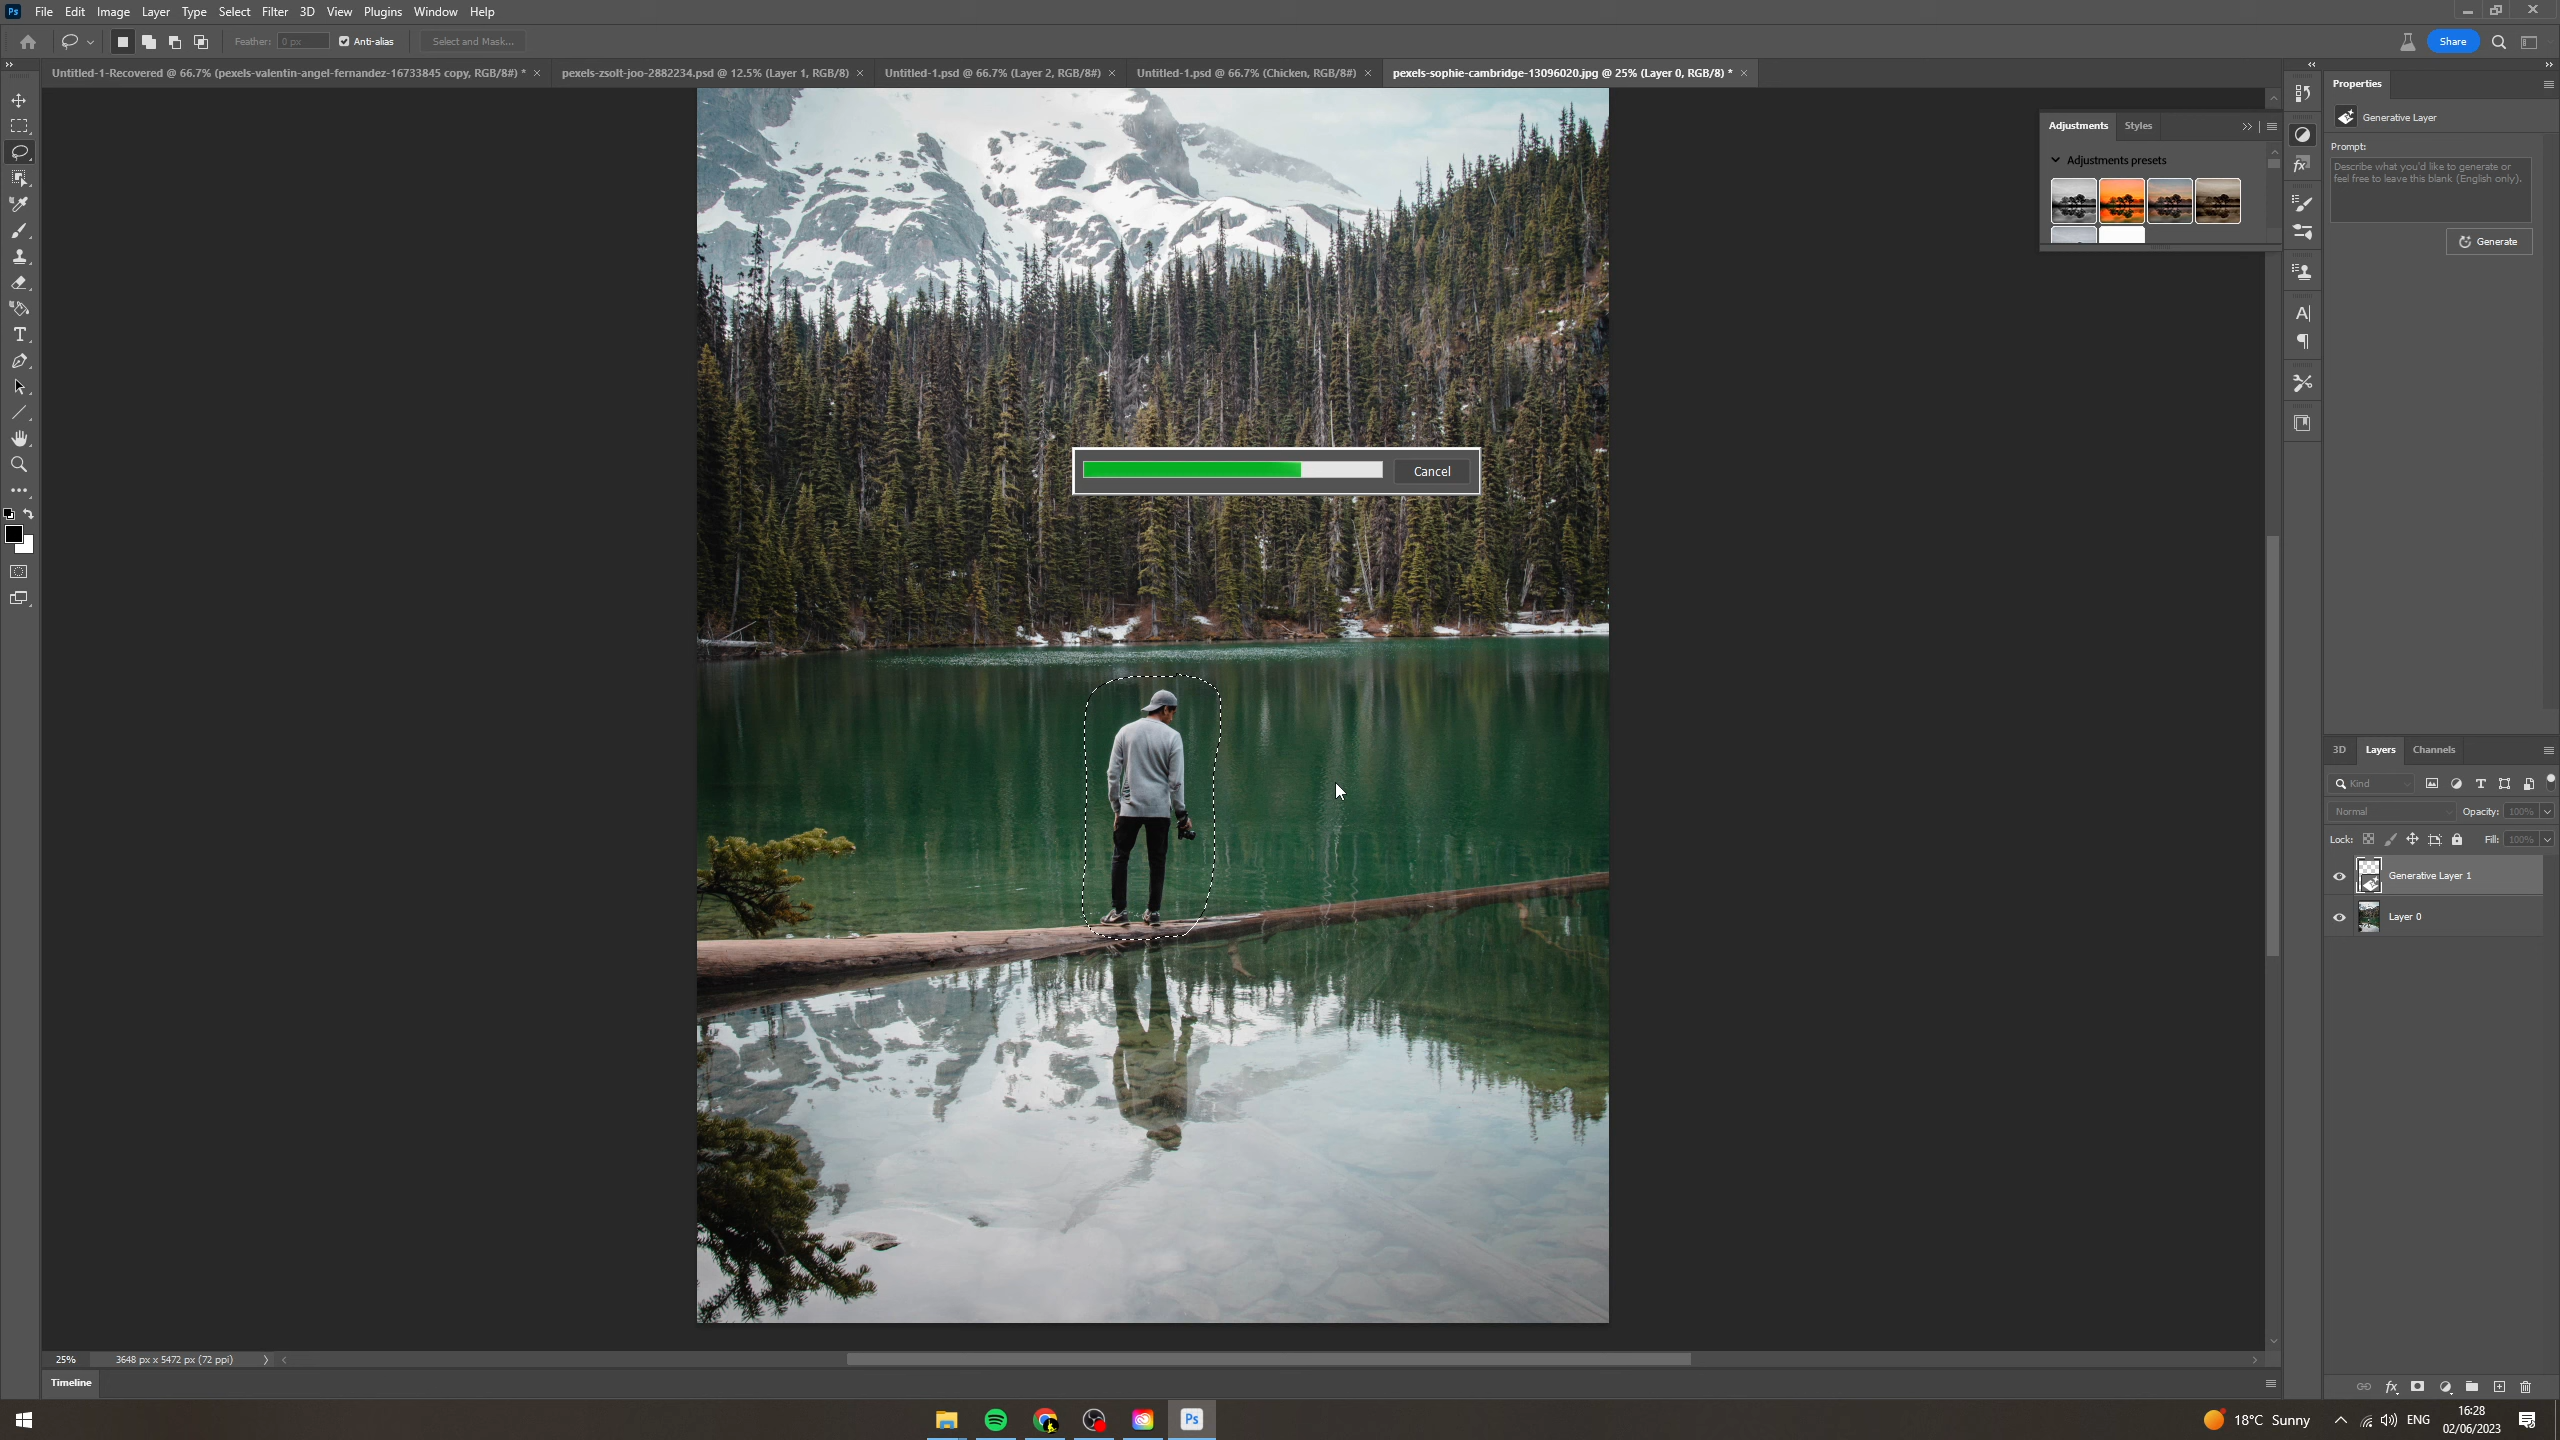 Ps File Edit Image Layer Type Select Filter 3D View Plugins Window Help
Feather: 0 px Anti-alias Select and Mask... Share
Untitled-1-Recovered @ 66.7% (pexels-valentin-angel-fernandez-16733845 copy, RGB/8#) * × pexels-zsolt-joo-2882234.psd @ 12.5% (Layer 1, RGB/8) × Untitled-1.psd @ 66.7% (Layer 2, RGB/8#) × Untitled-1.psd @ 66.7% (Chicken, RGB/8#) × pexels-sophie-cambridge-13096020.jpg @ 25% (Layer 0, RGB/8) * ×
Adjustments Styles
Adjustments presets
Properties
Generative Layer
Prompt:
Describe what you'd like to generate or
feel free to leave this blank (English only).
Generate
Cancel
3D Layers Channels
Kind
Normal Opacity: 100%
Lock: Fill: 100%
Generative Layer 1
Layer 0
25% 3648 px x 5472 px (72 ppi)
Timeline
Ps
18°C Sunny ENG 16:28
02/06/2023